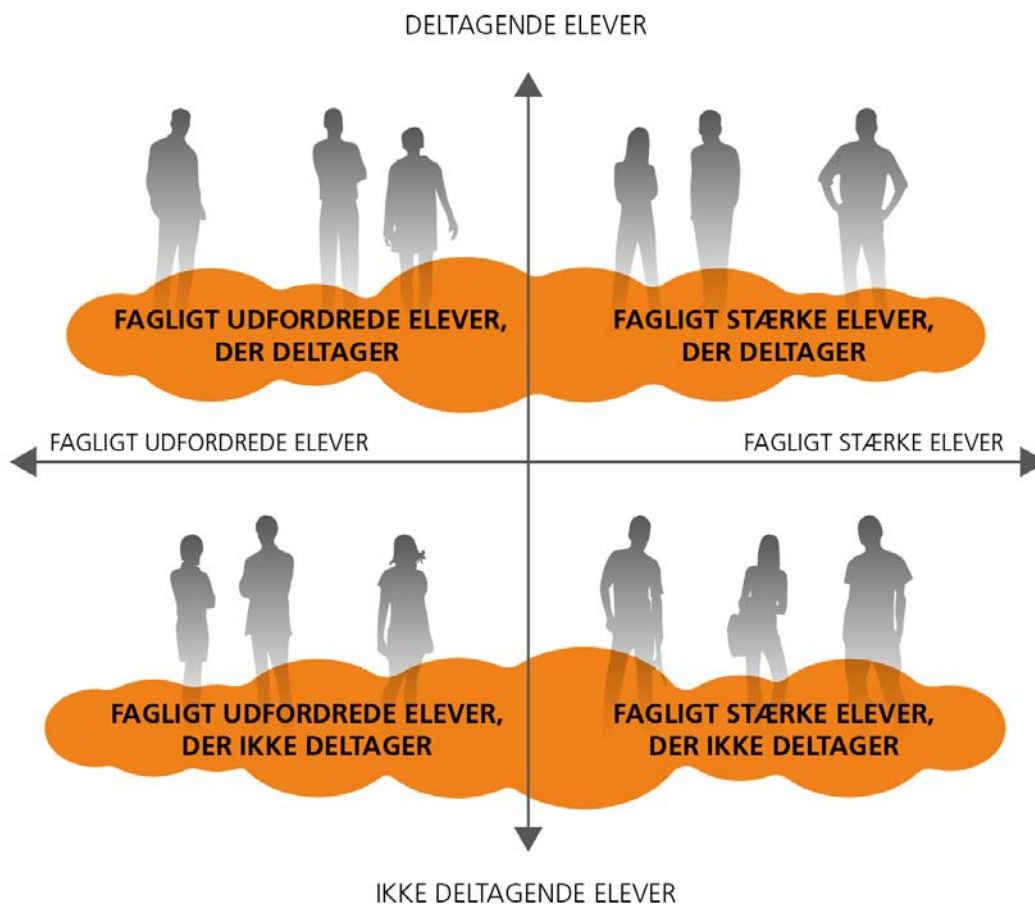 DELTAGENDE ELEVER
FAGLIGT UDFORDREDE ELEVER,
DER DELTAGER
FAGLIGT STÆRKE ELEVER,
DER DELTAGER
FAGLIGT UDFORDREDE ELEVER
FAGLIGT STÆRKE ELEVER
FAGLIGT UDFORDREDE ELEVER,
DER IKKE DELTAGER
FAGLIGT STÆRKE ELEVER,
DER IKKE DELTAGER
IKKE DELTAGENDE ELEVER